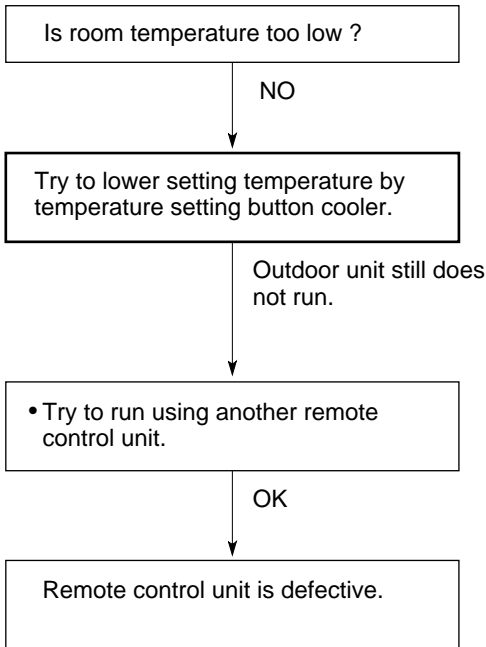 Is room temperature too low ?
NO
Try to lower setting temperature by
temperature setting button cooler.
Outdoor unit still does
not run.
• Try to run using another remote
control unit.
OK
Remote control unit is defective.